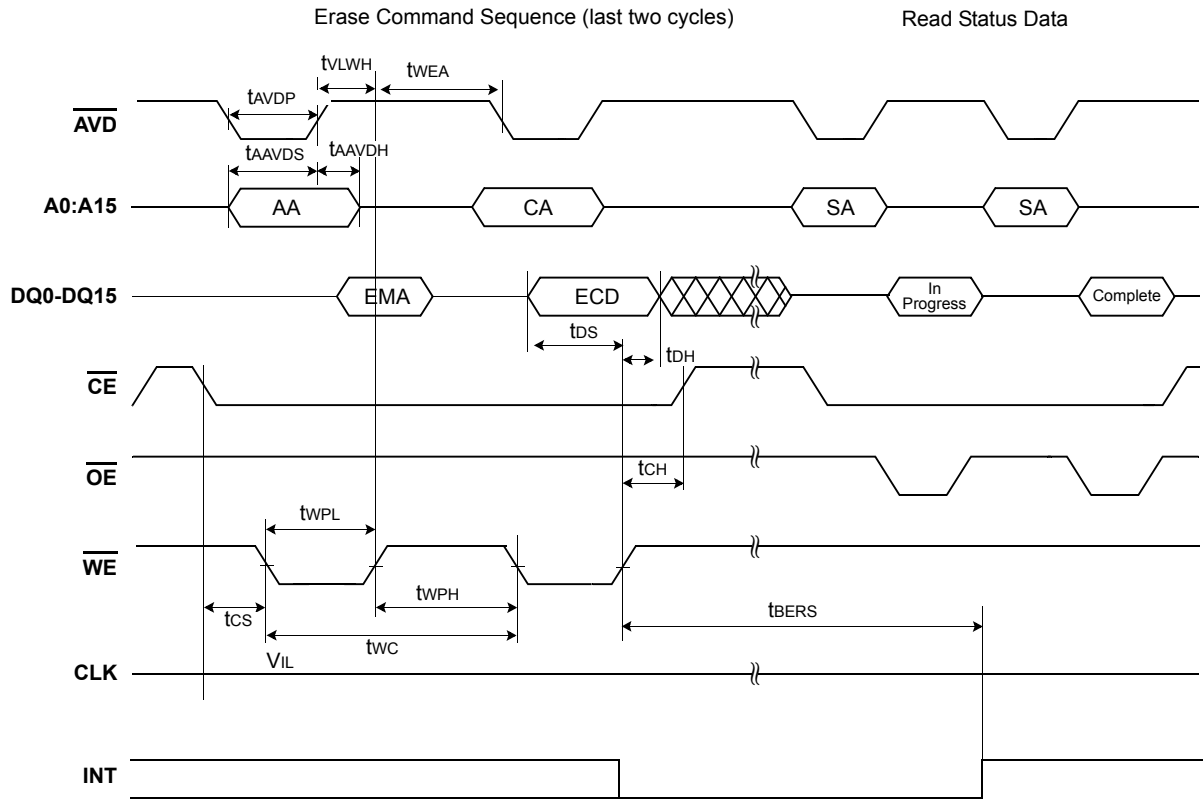 Erase Command Sequence (last two cycles) Read Status Data
tVLWH tWEA
tAVDP
AVD
tAAVDS tAAVDH
A0:A15 AA CA SA SA
DQ0-DQ15 EMA ECD In Progress Complete
tDS
tDH
CE
OE
tCH
tWPL
WE
tWPH
tCS tBERS
tWC
VIL
CLK
INT